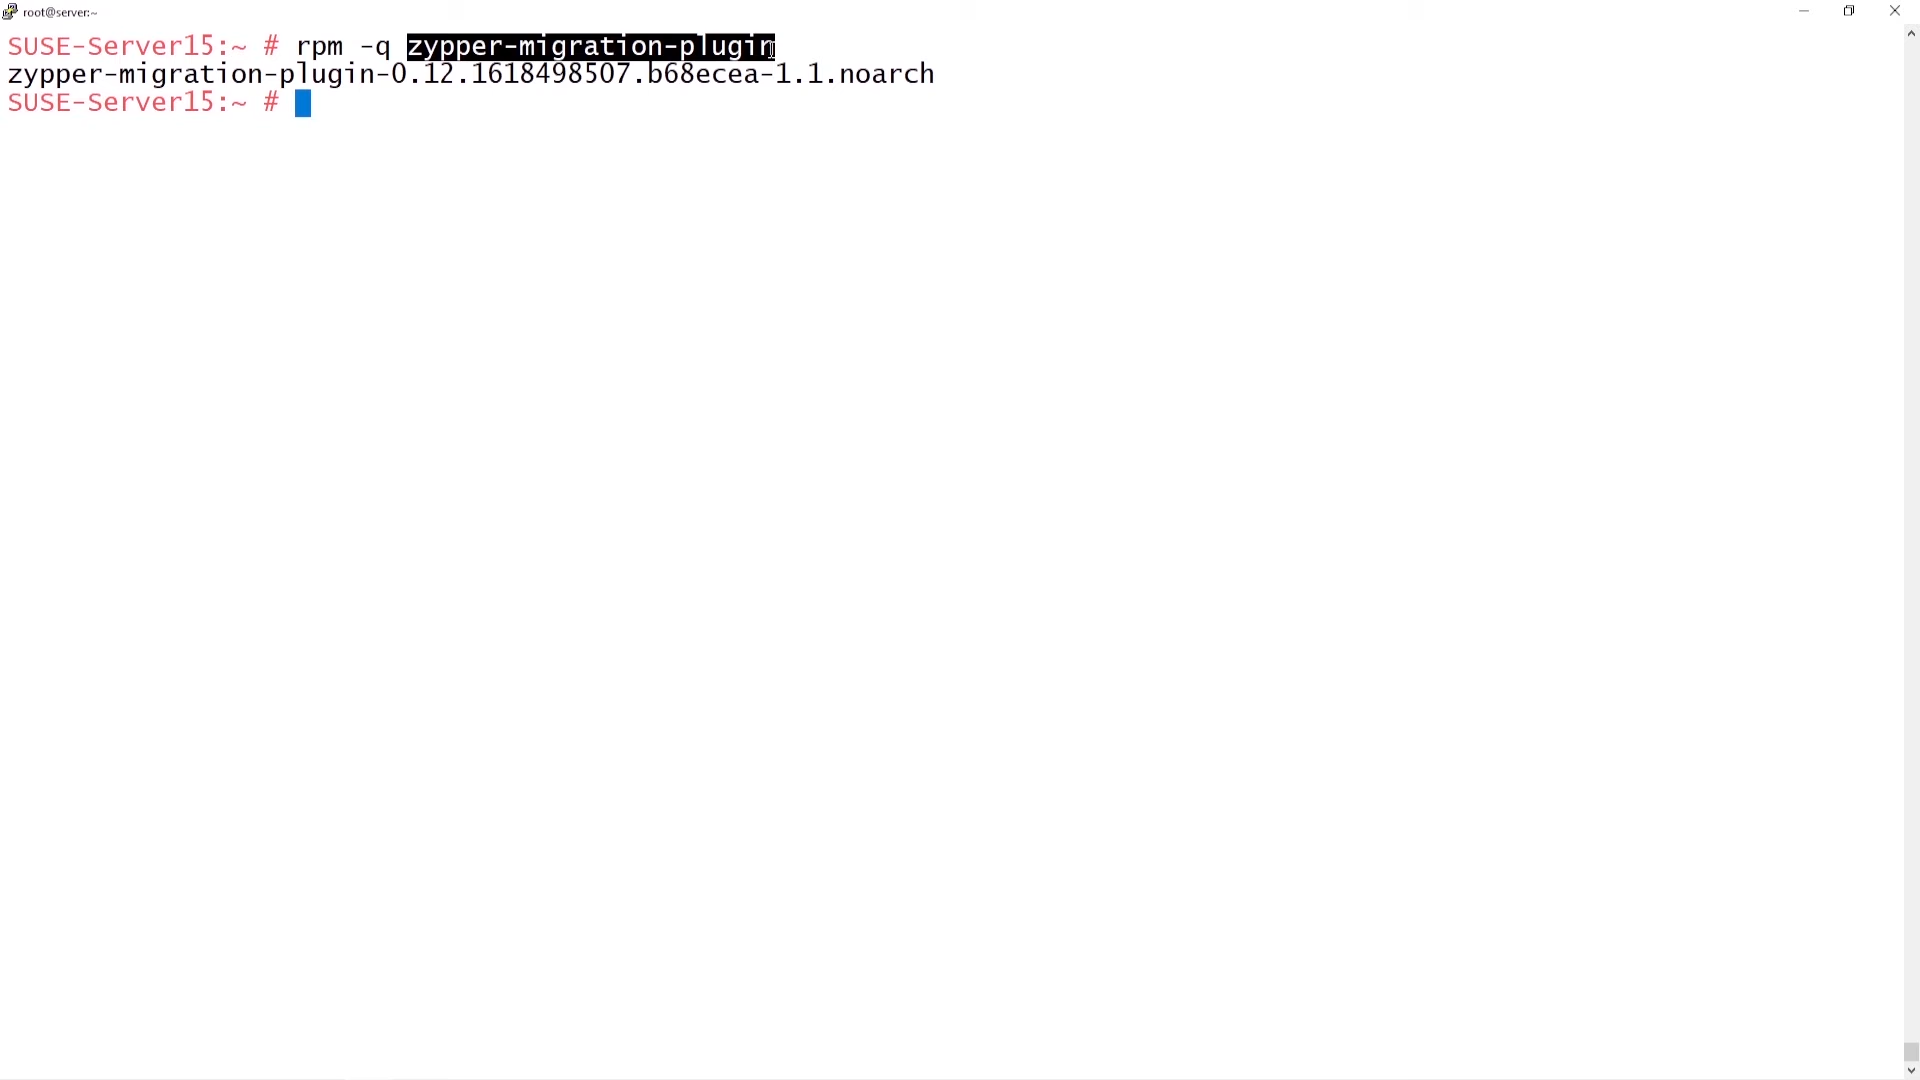 root@server:~
SUSE-Server15:~ # rpm -q zypper-migration-plugin
zypper-migration-plugin-0.12.1618498507.b68ecea-1.1.noarch
SUSE-Server15:~ #